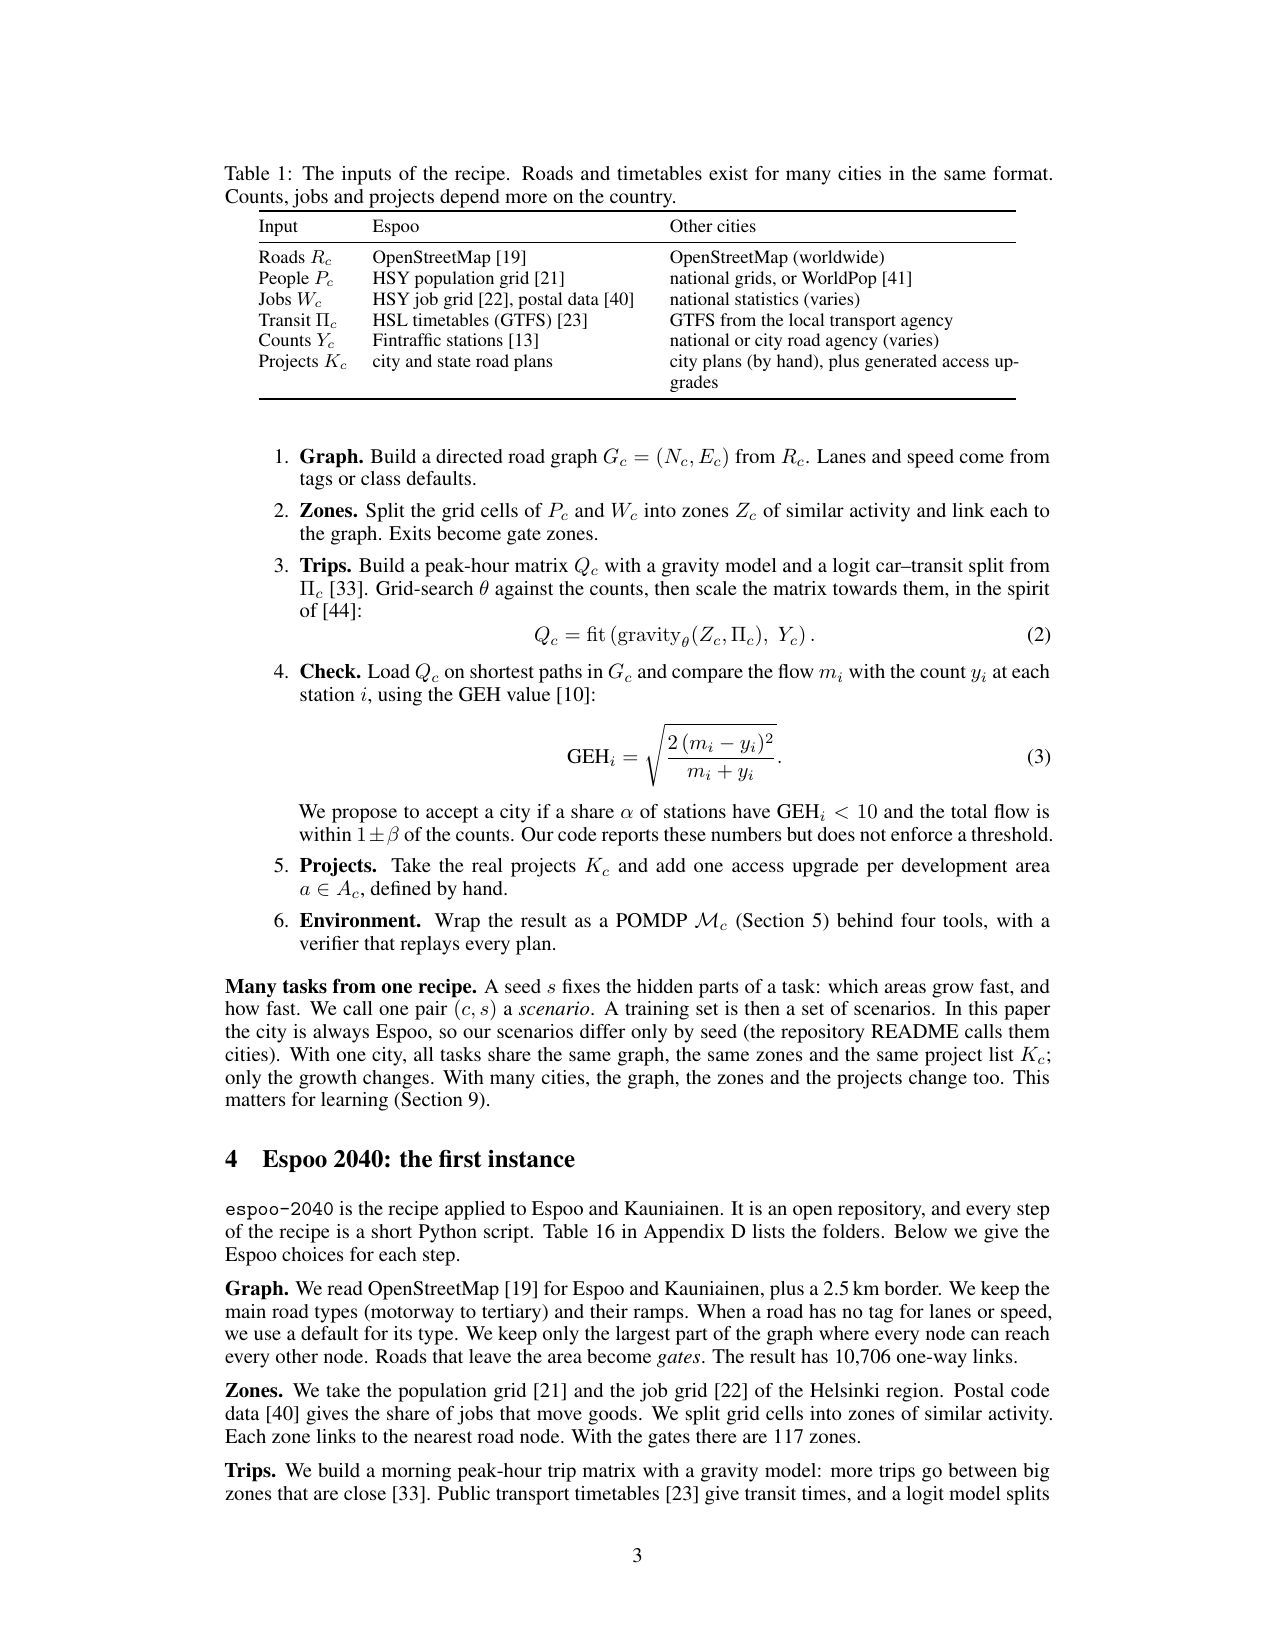 Table 1: The inputs of the recipe. Roads and timetables exist for many cities in the same format.
Counts, jobs and projects depend more on the country.
Input Espoo Other cities
Roads R_c OpenStreetMap [19] OpenStreetMap (worldwide)
People P_c HSY population grid [21] national grids, or WorldPop [41]
Jobs W_c HSY job grid [22], postal data [40] national statistics (varies)
Transit Π_c HSL timetables (GTFS) [23] GTFS from the local transport agency
Counts Y_c Fintraffic stations [13] national or city road agency (varies)
Projects K_c city and state road plans city plans (by hand), plus generated access up-
grades
1. Graph. Build a directed road graph G_c = (N_c, E_c) from R_c. Lanes and speed come from
tags or class defaults.
2. Zones. Split the grid cells of P_c and W_c into zones Z_c of similar activity and link each to
the graph. Exits become gate zones.
3. Trips. Build a peak-hour matrix Q_c with a gravity model and a logit car–transit split from
Π_c [33]. Grid-search θ against the counts, then scale the matrix towards them, in the spirit
of [44]:
Q_c = fit (gravity_θ(Z_c, Π_c), Y_c) . (2)
4. Check. Load Q_c on shortest paths in G_c and compare the flow m_i with the count y_i at each
station i, using the GEH value [10]:
GEH_i = √(2 (m_i − y_i)² / (m_i + y_i)). (3)
We propose to accept a city if a share α of stations have GEH_i < 10 and the total flow is
within 1±β of the counts. Our code reports these numbers but does not enforce a threshold.
5. Projects. Take the real projects K_c and add one access upgrade per development area
a ∈ A_c, defined by hand.
6. Environment. Wrap the result as a POMDP M_c (Section 5) behind four tools, with a
verifier that replays every plan.
Many tasks from one recipe. A seed s fixes the hidden parts of a task: which areas grow fast, and
how fast. We call one pair (c, s) a scenario. A training set is then a set of scenarios. In this paper
the city is always Espoo, so our scenarios differ only by seed (the repository README calls them
cities). With one city, all tasks share the same graph, the same zones and the same project list K_c;
only the growth changes. With many cities, the graph, the zones and the projects change too. This
matters for learning (Section 9).
4 Espoo 2040: the first instance
espoo-2040 is the recipe applied to Espoo and Kauniainen. It is an open repository, and every step
of the recipe is a short Python script. Table 16 in Appendix D lists the folders. Below we give the
Espoo choices for each step.
Graph. We read OpenStreetMap [19] for Espoo and Kauniainen, plus a 2.5 km border. We keep the
main road types (motorway to tertiary) and their ramps. When a road has no tag for lanes or speed,
we use a default for its type. We keep only the largest part of the graph where every node can reach
every other node. Roads that leave the area become gates. The result has 10,706 one-way links.
Zones. We take the population grid [21] and the job grid [22] of the Helsinki region. Postal code
data [40] gives the share of jobs that move goods. We split grid cells into zones of similar activity.
Each zone links to the nearest road node. With the gates there are 117 zones.
Trips. We build a morning peak-hour trip matrix with a gravity model: more trips go between big
zones that are close [33]. Public transport timetables [23] give transit times, and a logit model splits
3